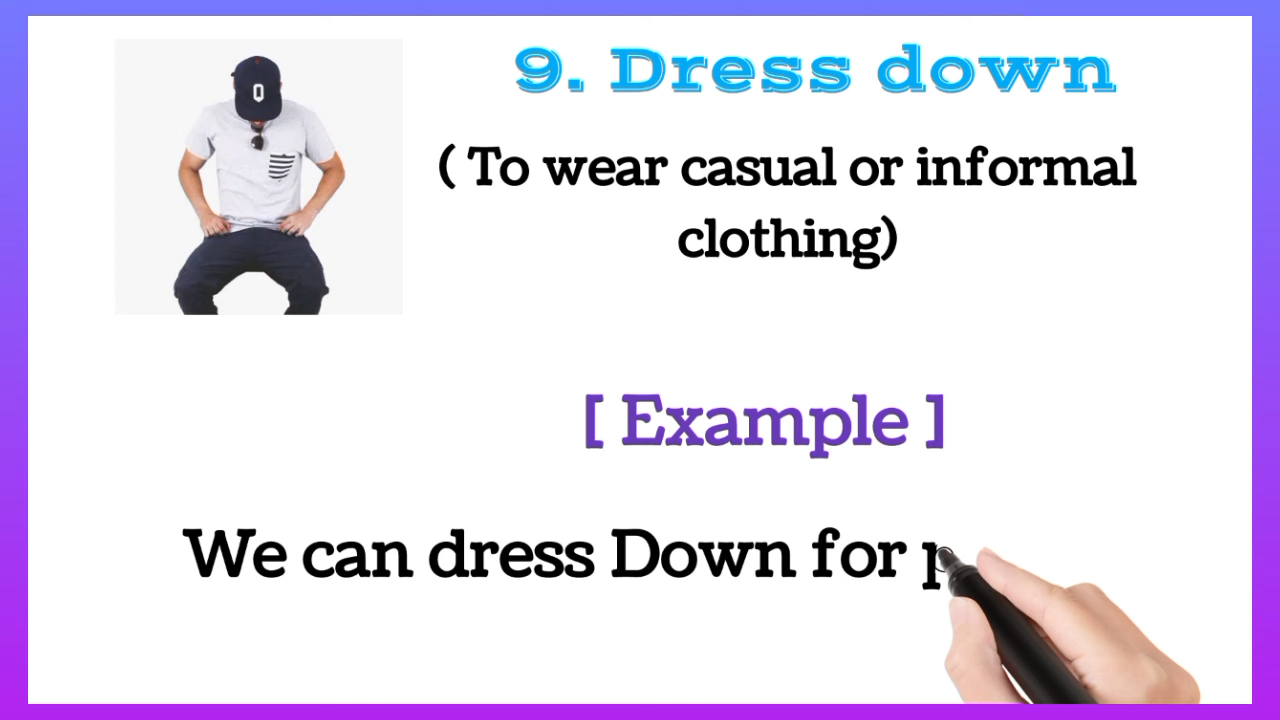 9. Dress down
( To wear casual or informal
clothing)
[ Example ]
We can dress Down for